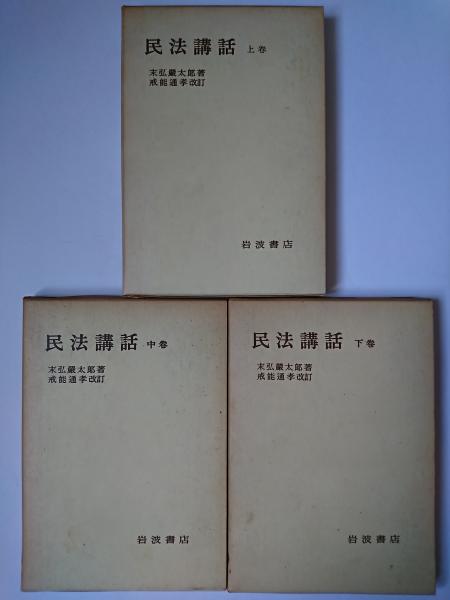 民法講話 上巻
末弘嚴太郎著
戒能通孝改訂
岩波書店
民法講話 中巻
末弘嚴太郎著
戒能通孝改訂
岩波書店
民法講話 下巻
末弘嚴太郎著
戒能通孝改訂
岩波書店